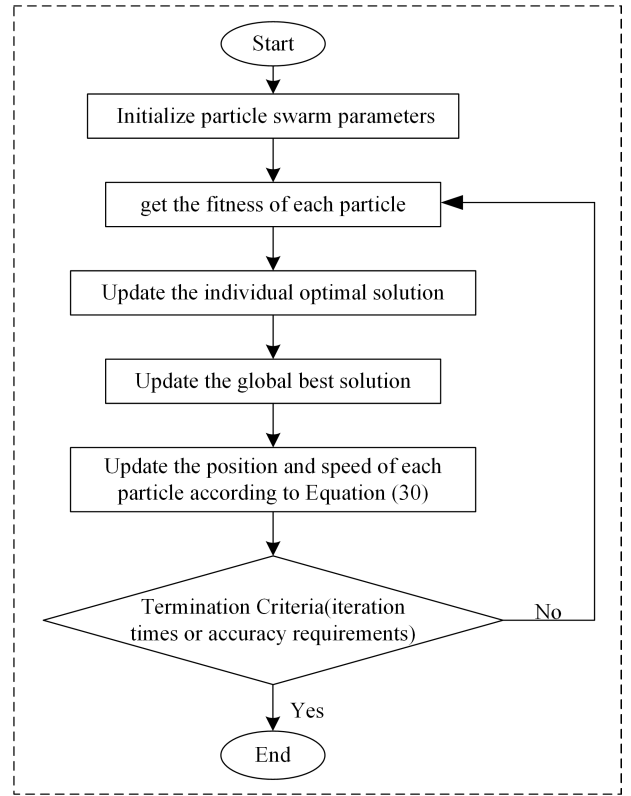 Start
Initialize particle swarm parameters
get the fitness of each particle
Update the individual optimal solution
Update the global best solution
Update the position and speed of each
particle according to Equation (30)
Termination Criteria(iteration
times or accuracy requirements)
No
Yes
End